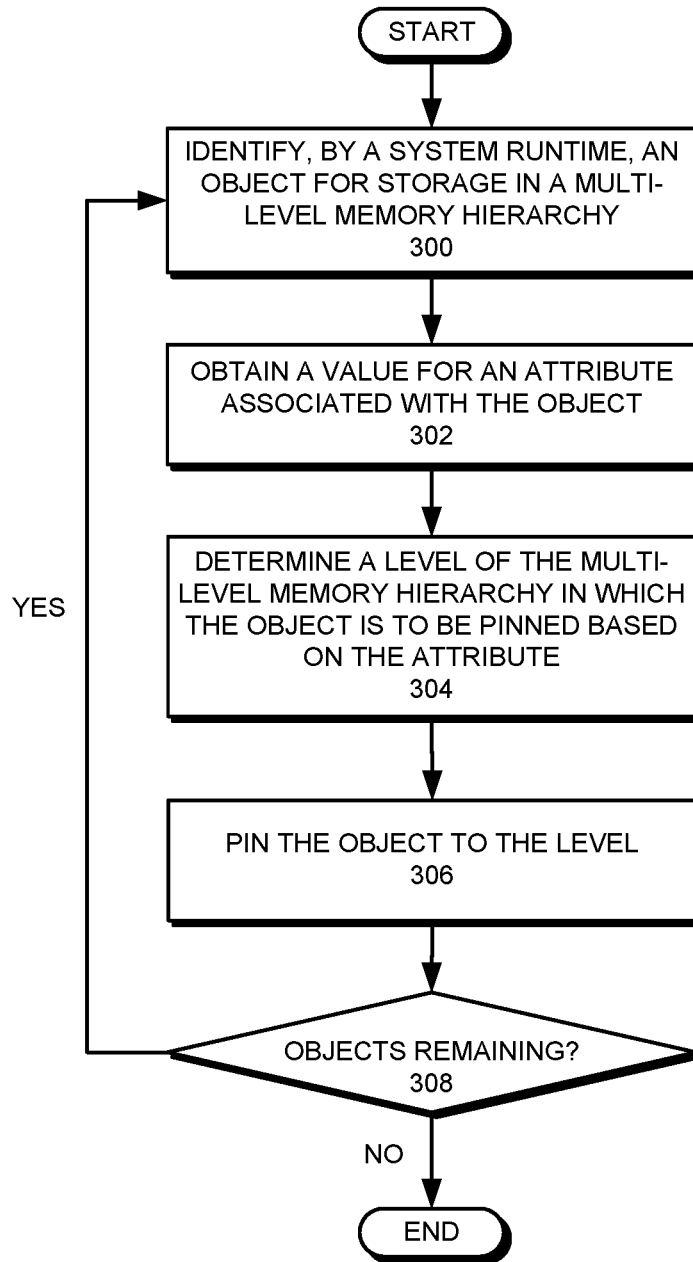 START
IDENTIFY, BY A SYSTEM RUNTIME, AN
OBJECT FOR STORAGE IN A MULTI-
LEVEL MEMORY HIERARCHY
300
OBTAIN A VALUE FOR AN ATTRIBUTE
ASSOCIATED WITH THE OBJECT
302
DETERMINE A LEVEL OF THE MULTI-
LEVEL MEMORY HIERARCHY IN WHICH
THE OBJECT IS TO BE PINNED BASED
ON THE ATTRIBUTE
304
YES
PIN THE OBJECT TO THE LEVEL
306
OBJECTS REMAINING?
308
NO
END